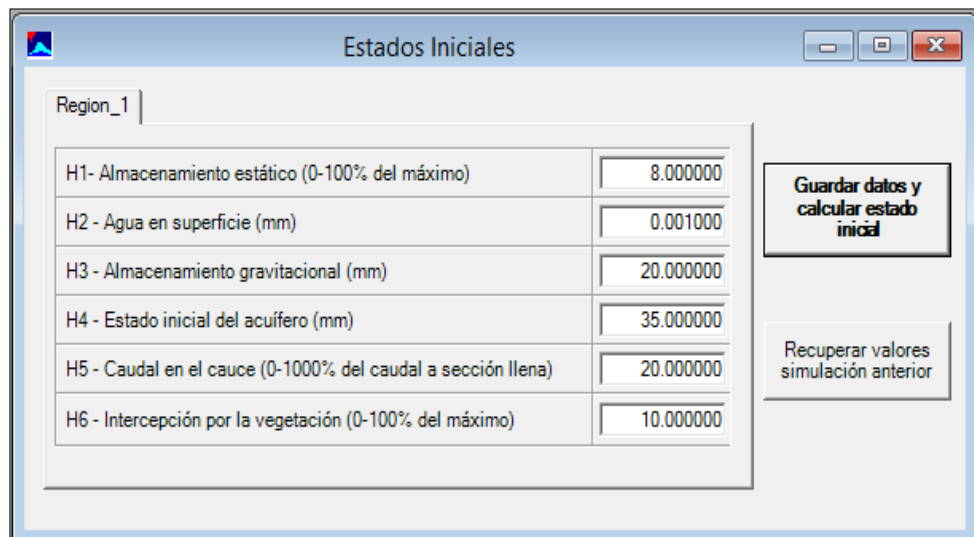 Estados Iniciales
Region_1
H1- Almacenamiento estático (0-100% del máximo) 8.000000
H2 - Agua en superficie (mm) 0.001000
H3 - Almacenamiento gravitacional (mm) 20.000000
H4 - Estado inicial del acuífero (mm) 35.000000
H5 - Caudal en el cauce (0-1000% del caudal a sección llena) 20.000000
H6 - Intercepción por la vegetación (0-100% del máximo) 10.000000
Guardar datos y
calcular estado
inicial
Recuperar valores
simulación anterior